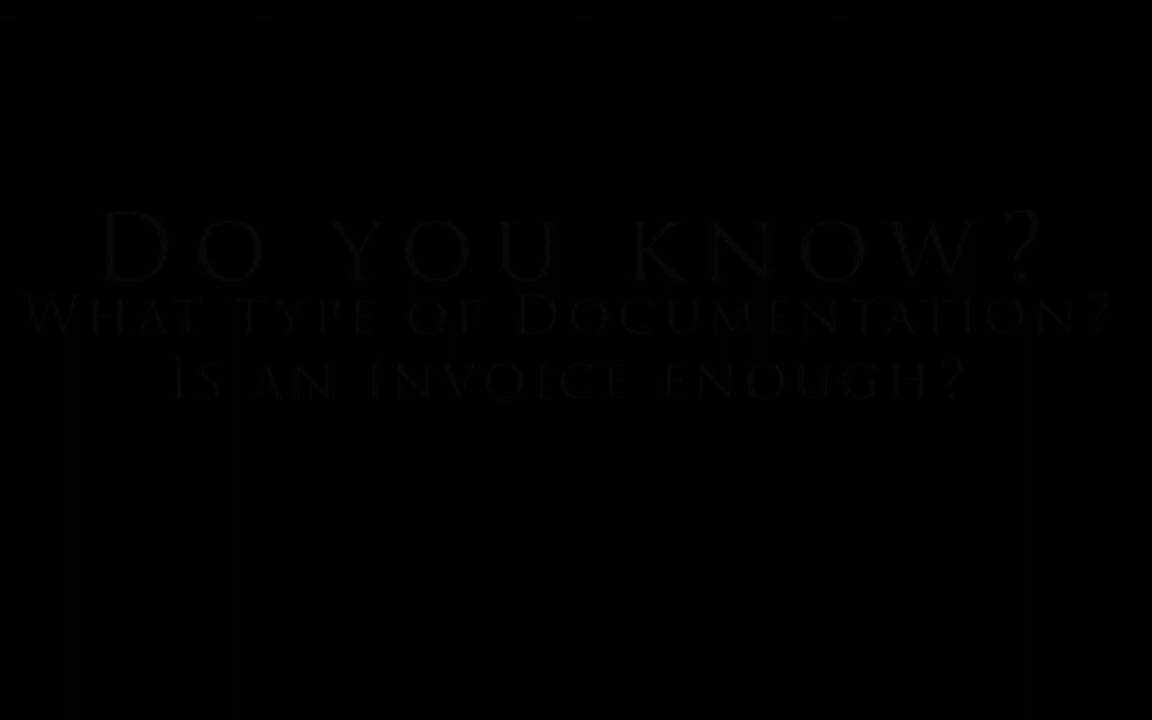 Do you know?
What type of Documentation?
Is an invoice enough?